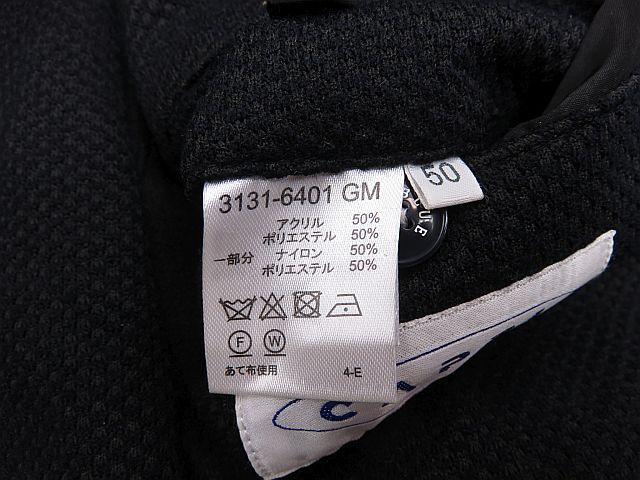 3131-6401 GM
50
アクリル 50%
ポリエステル 50%
一部分 ナイロン 50%
ポリエステル 50%
F W
あて布使用 4-E